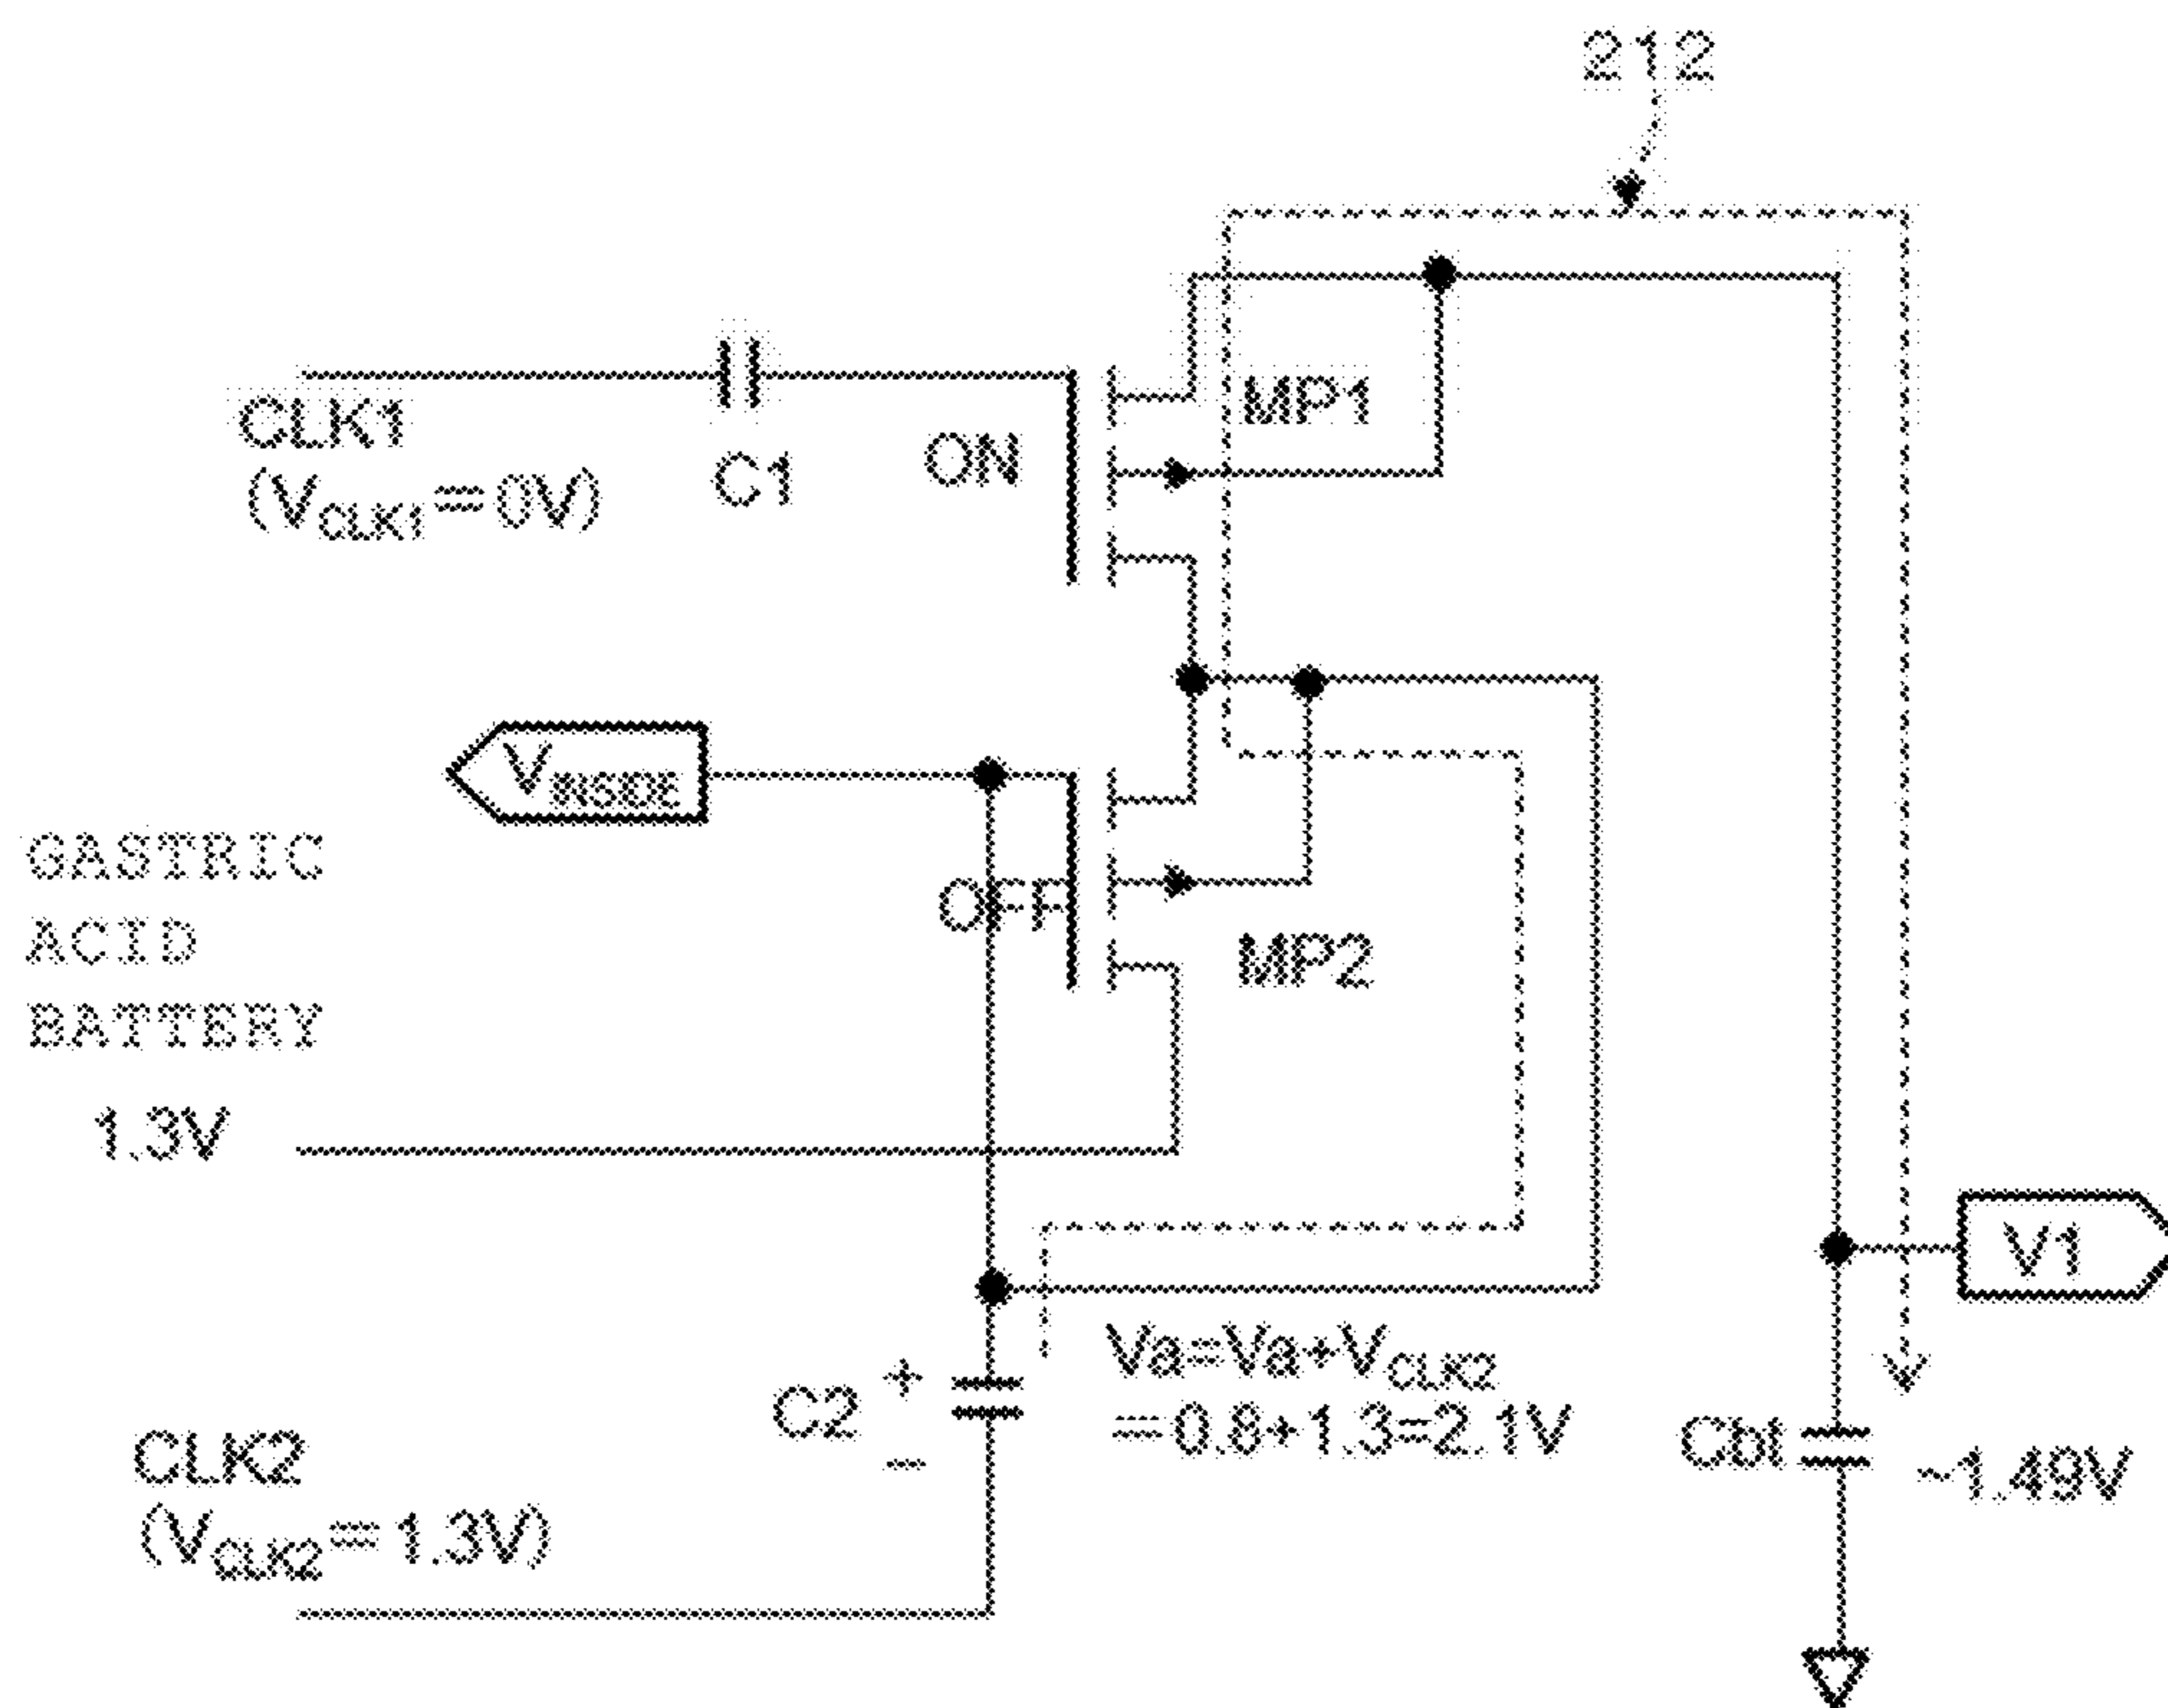 212
MP1
CLK1
(VCLK1=0V)
C1
ON
VINSIDE
GASTRIC
ACID
BATTERY
OFF
MP2
1.3V
V1
Va=Va+VCLK2
=0.8+1.3=2.1V
C2
+
-
Cbt
~1.49V
CLK2
(VCLK2=1.3V)